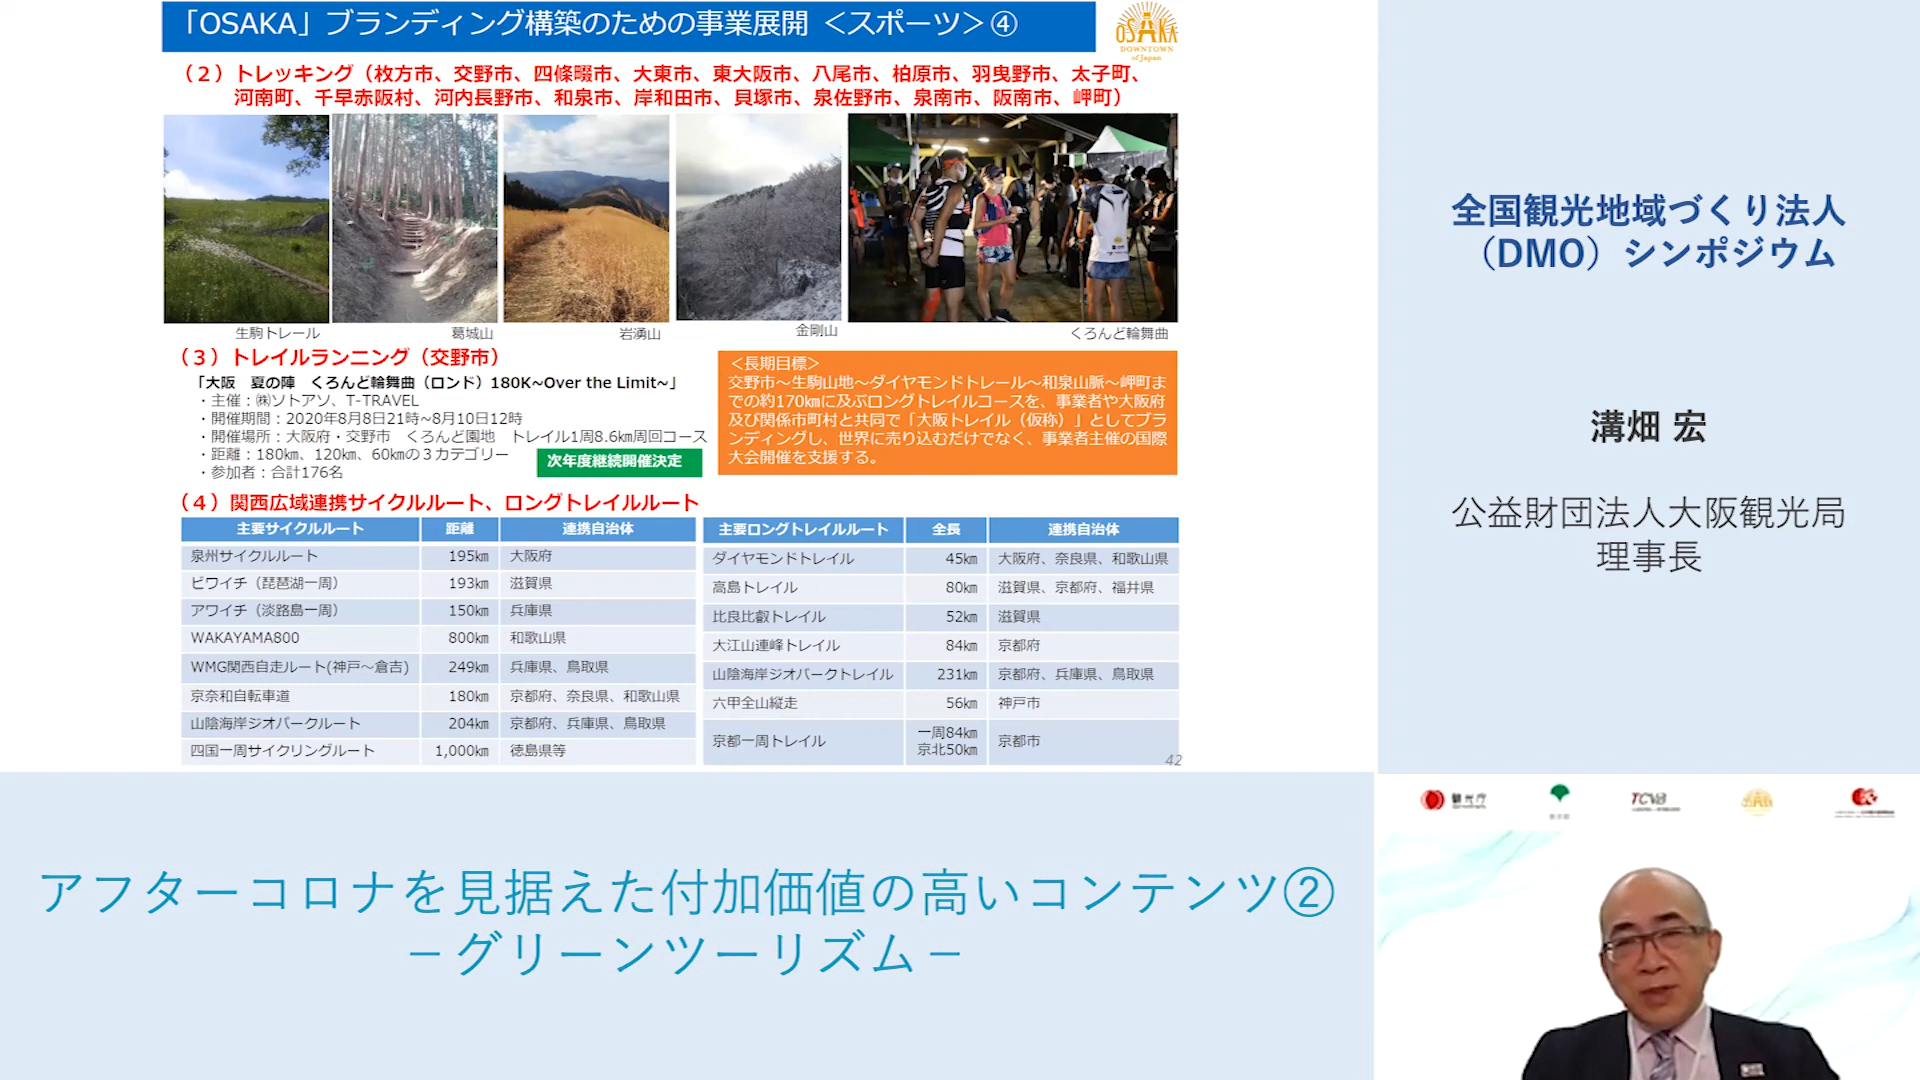 「OSAKA」ブランディング構築のための事業展開 ＜スポーツ＞④
OSAKA
DOWNTOWN
of Japan
（２）トレッキング（枚方市、交野市、四條畷市、大東市、東大阪市、八尾市、柏原市、羽曳野市、太子町、
河南町、千早赤阪村、河内長野市、和泉市、岸和田市、貝塚市、泉佐野市、泉南市、阪南市、岬町）
生駒トレール 葛城山 岩湧山 金剛山 くろんど輪舞曲
（３）トレイルランニング（交野市）
「大阪　夏の陣　くろんど輪舞曲（ロンド）180K~Over the Limit~」
・主催：㈱ソトアソ、T-TRAVEL
・開催期間：2020年8月8日21時~8月10日12時
・開催場所：大阪府・交野市　くろんど園地　トレイル1周8.6km周回コース
・距離：180km、120km、60kmの３カテゴリー
・参加者：合計176名
次年度継続開催決定
＜長期目標＞
交野市～生駒山地～ダイヤモンドトレール～和泉山脈～岬町ま
での約170kmに及ぶロングトレイルコースを、事業者や大阪府
及び関係市町村と共同で「大阪トレイル（仮称）」としてブラ
ンディングし、世界に売り込むだけでなく、事業者主催の国際
大会開催を支援する。
（４）関西広域連携サイクルルート、ロングトレイルルート
主要サイクルルート 距離 連携自治体
泉州サイクルルート 195km 大阪府
ビワイチ（琵琶湖一周） 193km 滋賀県
アワイチ（淡路島一周） 150km 兵庫県
WAKAYAMA800 800km 和歌山県
WMG関西自走ルート(神戸～倉吉) 249km 兵庫県、鳥取県
京奈和自転車道 180km 京都府、奈良県、和歌山県
山陰海岸ジオパークルート 204km 京都府、兵庫県、鳥取県
四国一周サイクリングルート 1,000km 徳島県等
主要ロングトレイルルート 全長 連携自治体
ダイヤモンドトレイル 45km 大阪府、奈良県、和歌山県
高島トレイル 80km 滋賀県、京都府、福井県
比良比叡トレイル 52km 滋賀県
大江山連峰トレイル 84km 京都府
山陰海岸ジオパークトレイル 231km 京都府、兵庫県、鳥取県
六甲全山縦走 56km 神戸市
京都一周トレイル 一周84km 京都市
京北50km
42
全国観光地域づくり法人
（DMO）シンポジウム
溝畑 宏
公益財団法人大阪観光局
理事長
観光庁
TCVB
アフターコロナを見据えた付加価値の高いコンテンツ②
－グリーンツーリズム－